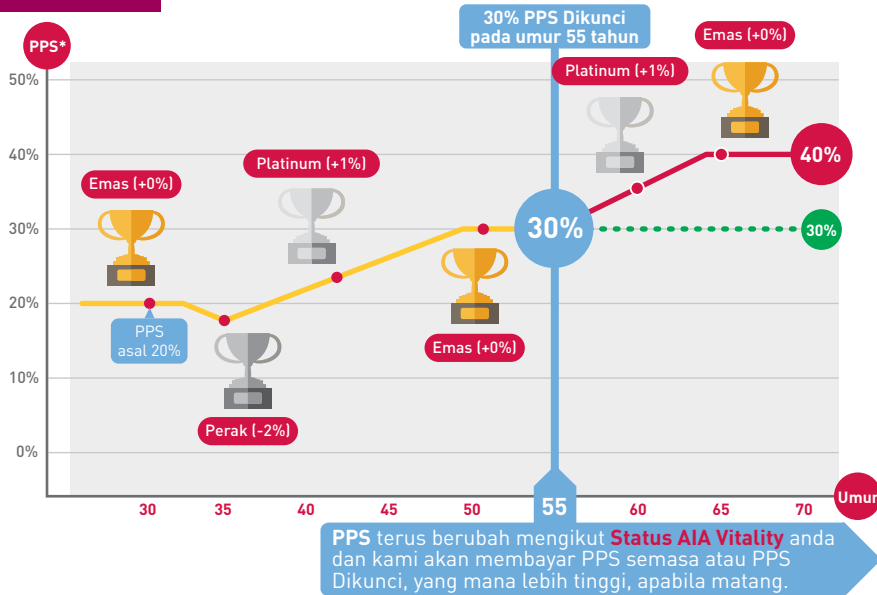 30% PPS Dikunci
pada umur 55 tahun
PPS*
Emas (+0%)
Platinum (+1%)
50%
40%
30%
20%
10%
0%
Emas (+0%)
Platinum (+1%)
40%
30%
30%
PPS
asal 20%
Emas (+0%)
Perak (-2%)
30
35
40
45
50
55
60
65
70
Umur
PPS terus berubah mengikut Status AIA Vitality anda
dan kami akan membayar PPS semasa atau PPS
Dikunci, yang mana lebih tinggi, apabila matang.